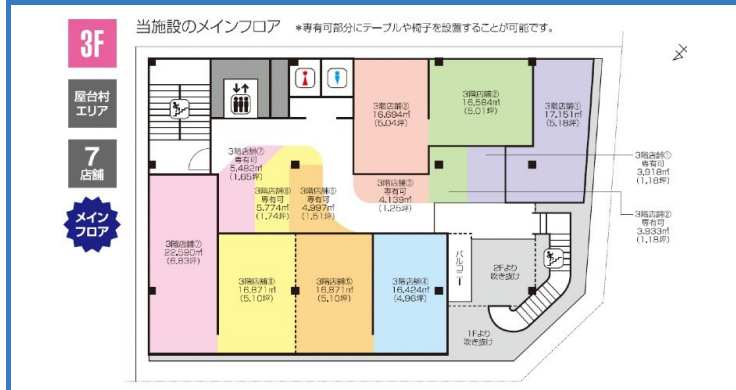 3F
当施設のメインフロア *専有可部分にテーブルや椅子を設置することが可能です。
屋台村
エリア
7
店舗
メイン
フロア
3階店舗③
16.694㎡
(5.04坪)
3階店舗②
16.584㎡
(5.01坪)
3階店舗①
17.151㎡
(5.18坪)
3階店舗①
専有可
3.918㎡
(1.18坪)
3階店舗②
専有可
3.933㎡
(1.18坪)
3階店舗⑦
専有可
5.482㎡
(1.65坪)
3階店舗⑥
専有可
5.774㎡
(1.74坪)
3階店舗⑤
専有可
4.997㎡
(1.51坪)
3階店舗③
専有可
4.139㎡
(1.25坪)
3階店舗⑦
22.590㎡
(6.83坪)
3階店舗⑥
16.871㎡
(5.10坪)
3階店舗⑤
16.871㎡
(5.10坪)
3階店舗④
16.424㎡
(4.96坪)
バルコニー
2Fより
吹き抜け
1Fより
吹き抜け